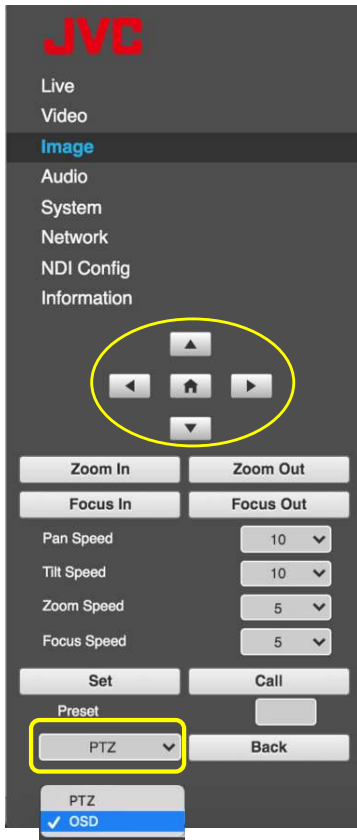 JVC
Live
Video
Image
Audio
System
Network
NDI Config
Information
Zoom In Zoom Out
Focus In Focus Out
Pan Speed 10
Tilt Speed 10
Zoom Speed 5
Focus Speed 5
Set Call
Preset
PTZ Back
PTZ
OSD